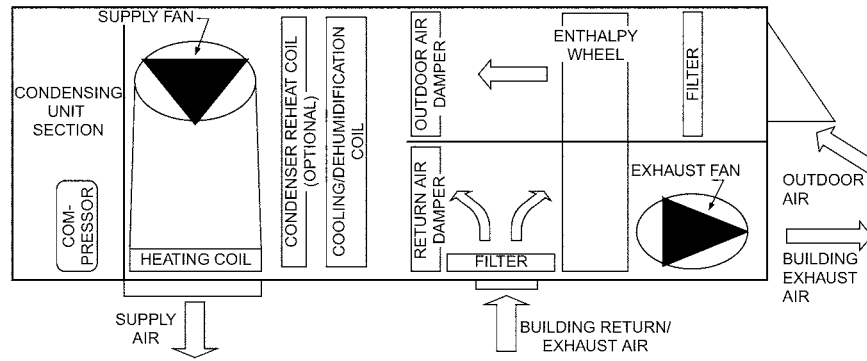 SUPPLY FAN
CONDENSING
UNIT
SECTION
COM-
PRESSOR
HEATING COIL
SUPPLY
AIR
CONDENSER REHEAT COIL
(OPTIONAL)
COOLING/DEHUMIDIFICATION
COIL
OUTDOOR AIR
DAMPER
RETURN AIR
DAMPER
ENTHALPY
WHEEL
FILTER
FILTER
EXHAUST FAN
BUILDING RETURN/
EXHAUST AIR
OUTDOOR
AIR
BUILDING
EXHAUST
AIR